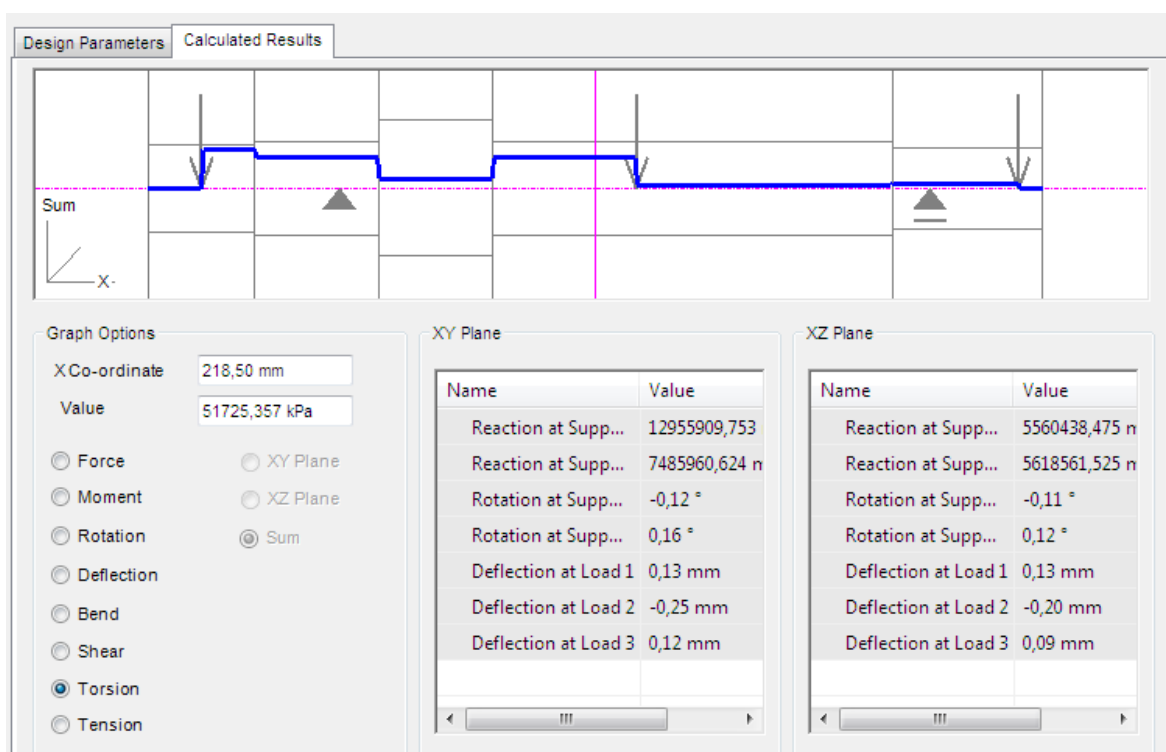 Design Parameters Calculated Results
Sum
X-
Graph Options
X Co-ordinate 218,50 mm
Value 51725,357 kPa
Force XY Plane
Moment XZ Plane
Rotation Sum
Deflection
Bend
Shear
Torsion
Tension
XY Plane
Name Value
Reaction at Supp... 12955909,753
Reaction at Supp... 7485960,624 m
Rotation at Supp... -0,12 °
Rotation at Supp... 0,16 °
Deflection at Load 1 0,13 mm
Deflection at Load 2 -0,25 mm
Deflection at Load 3 0,12 mm
XZ Plane
Name Value
Reaction at Supp... 5560438,475 m
Reaction at Supp... 5618561,525 m
Rotation at Supp... -0,11 °
Rotation at Supp... 0,12 °
Deflection at Load 1 0,13 mm
Deflection at Load 2 -0,20 mm
Deflection at Load 3 0,09 mm